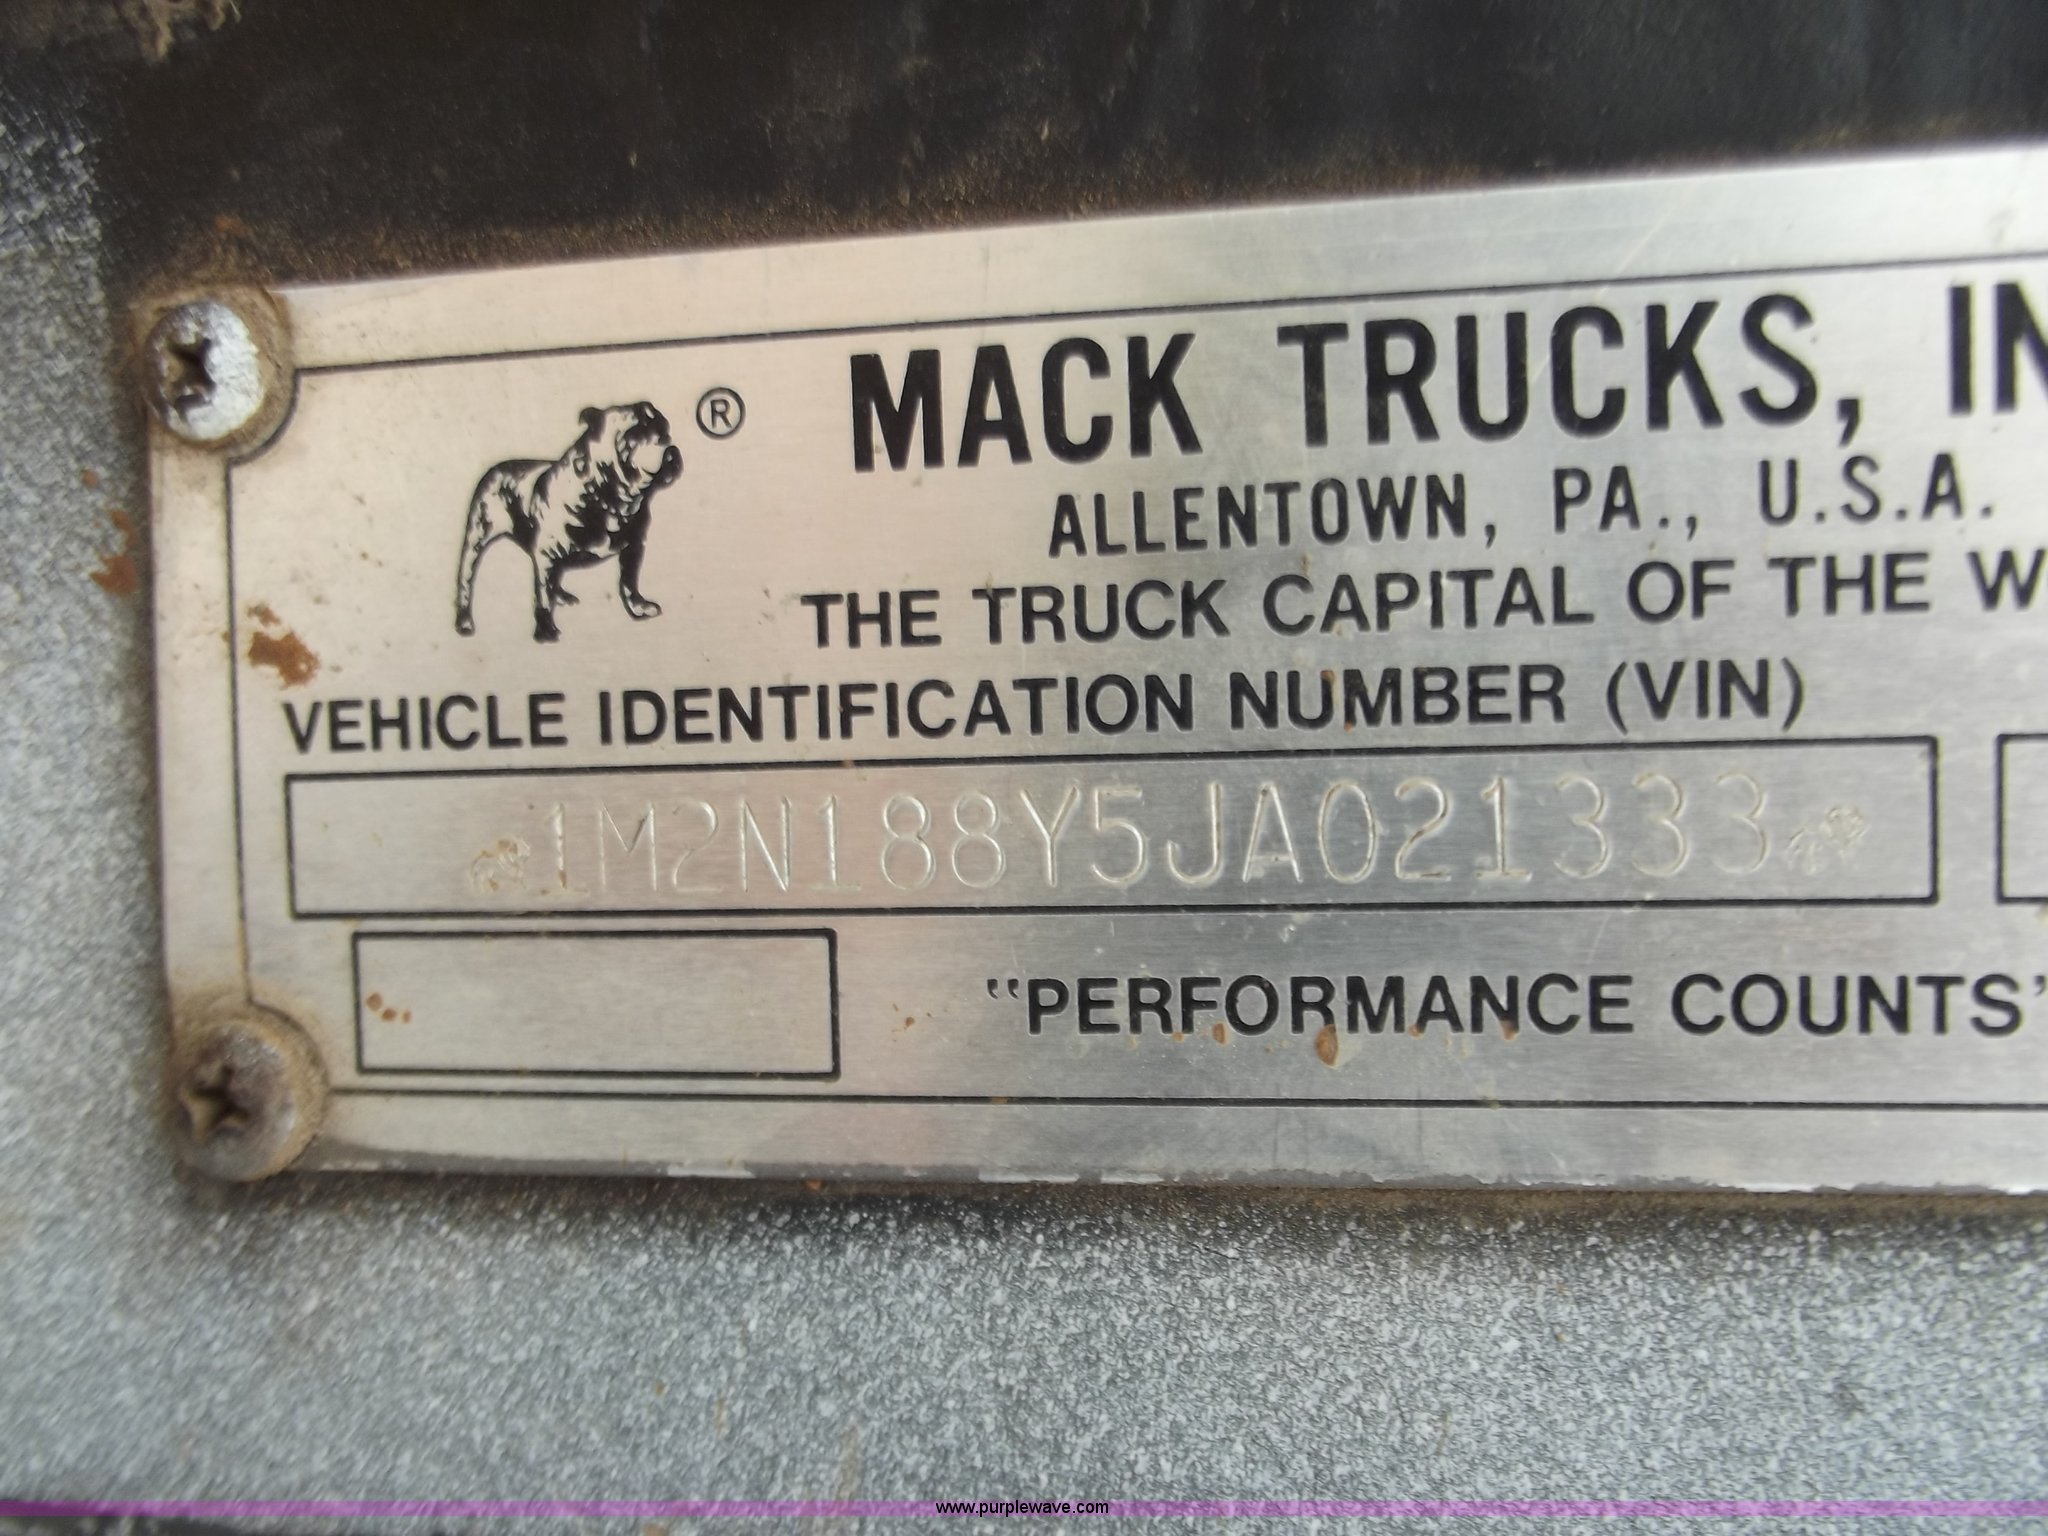 ®
MACK TRUCKS, IN
ALLENTOWN, PA., U.S.A.
THE TRUCK CAPITAL OF THE W
VEHICLE IDENTIFICATION NUMBER (VIN)
1M2N188Y5JA021333
"PERFORMANCE COUNTS"
www.purplewave.com